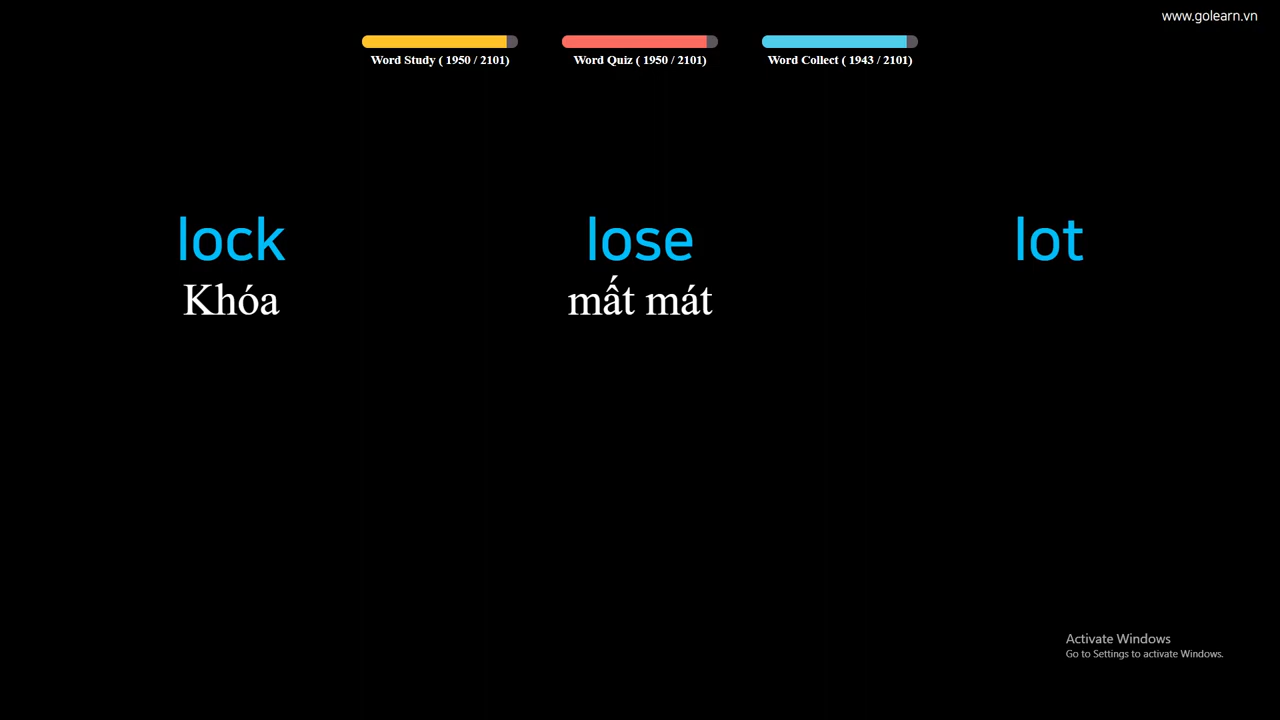 www.golearn.vn
Word Study ( 1950 / 2101)
Word Quiz ( 1950 / 2101)
Word Collect ( 1943 / 2101)
lock
Khóa
lose
mất mát
lot
Activate Windows
Go to Settings to activate Windows.